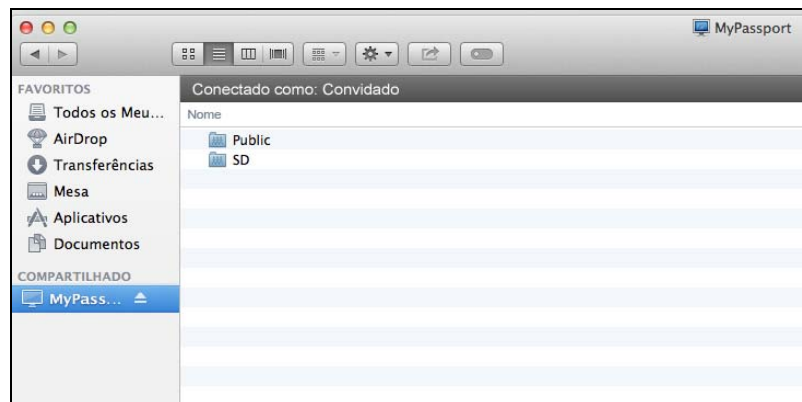 MyPassport
FAVORITOS
Todos os Meu...
AirDrop
Transferências
Mesa
Aplicativos
Documentos
COMPARTILHADO
MyPass...
Conectado como: Convidado
Nome
Public
SD